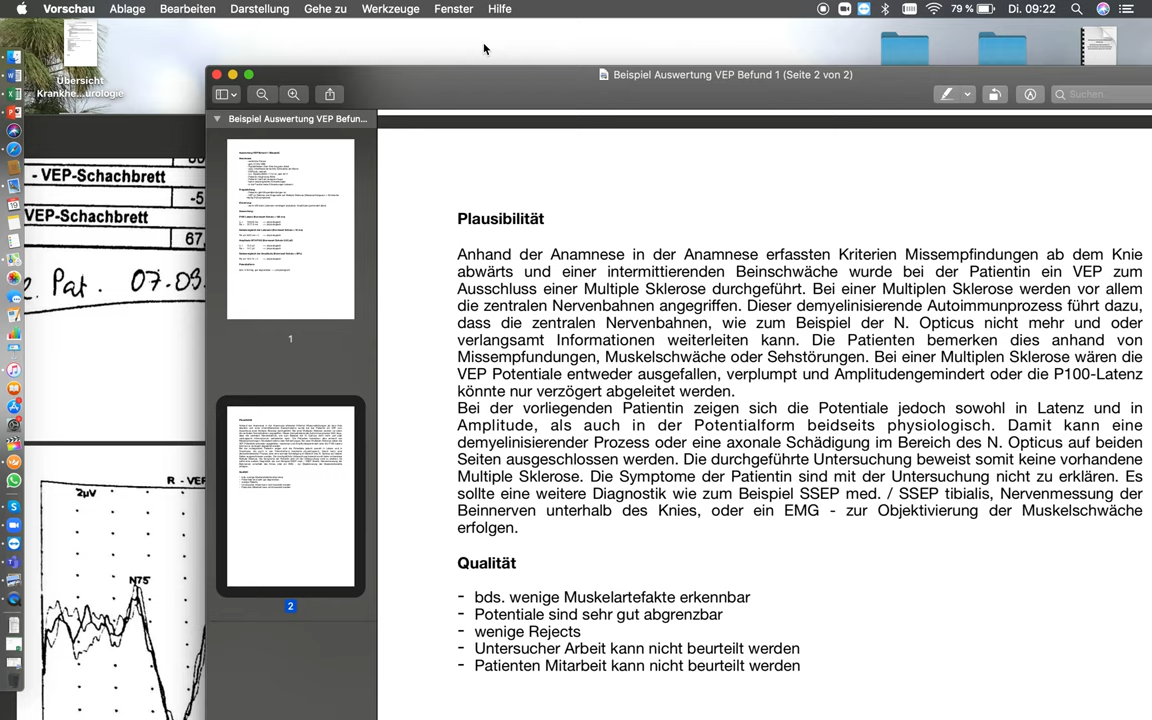 Vorschau Ablage Bearbeiten Darstellung Gehe zu Werkzeuge Fenster Hilfe 79 % Di. 09:22
Übersicht
Krankhe...urologie
Beispiel Auswertung VEP Befund 1 (Seite 2 von 2)
Suchen
Beispiel Auswertung VEP Befun...
1
2
- VEP-Schachbrett
-5
VEP-Schachbrett
67,
Pat. 07.09.
R - VEP
2µV
N75
Plausibilität
Anhand der Anamnese in der Anamnese erfassten Kriterien Missempfindungen ab dem Knie
abwärts und einer intermittierenden Beinschwäche wurde bei der Patientin ein VEP zum
Ausschluss einer Multiple Sklerose durchgeführt. Bei einer Multiplen Sklerose werden vor allem
die zentralen Nervenbahnen angegriffen. Dieser demyelinisierende Autoimmunprozess führt dazu,
dass die zentralen Nervenbahnen, wie zum Beispiel der N. Opticus nicht mehr und oder
verlangsamt Informationen weiterleiten kann. Die Patienten bemerken dies anhand von
Missempfundungen, Muskelschwäche oder Sehstörungen. Bei einer Multiplen Sklerose wären die
VEP Potentiale entweder ausgefallen, verplumpt und Amplitudengemindert oder die P100-Latenz
könnte nur verzögert abgeleitet werden.
Bei der vorliegenden Patientin zeigen sich die Potentiale jedoch sowohl in Latenz und in
Amplitude, als auch in der Potentialform beidseits physiologisch. Damit kann eine
demyelinisierender Prozess oder eine axonale Schädigung im Bereich des N. Opticus auf beiden
Seiten ausgeschlossen werden. Die durchgeführte Untersuchung beweist somit keine vorhandene
Multiple Sklerose. Die Symptome der Patientin sind mit der Untersuchung nicht zu erklären. Es
sollte eine weitere Diagnostik wie zum Beispiel SSEP med. / SSEP tibialis, Nervenmessung der
Beinnerven unterhalb des Knies, oder ein EMG - zur Objektivierung der Muskelschwäche
erfolgen.
Qualität
- bds. wenige Muskelartefakte erkennbar
- Potentiale sind sehr gut abgrenzbar
- wenige Rejects
- Untersucher Arbeit kann nicht beurteilt werden
- Patienten Mitarbeit kann nicht beurteilt werden